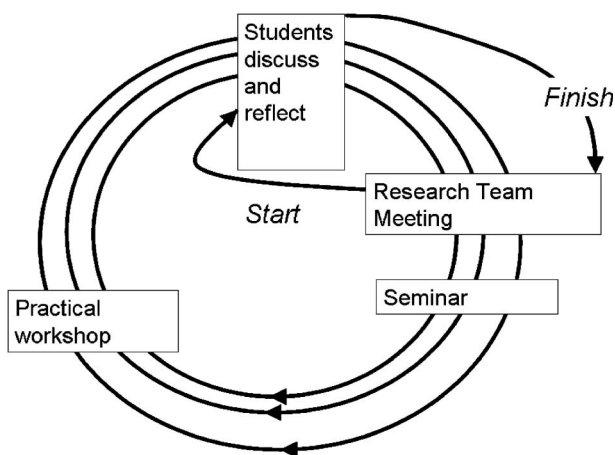 Students
discuss
and
reflect
Finish
Research Team
Meeting
Start
Seminar
Practical
workshop